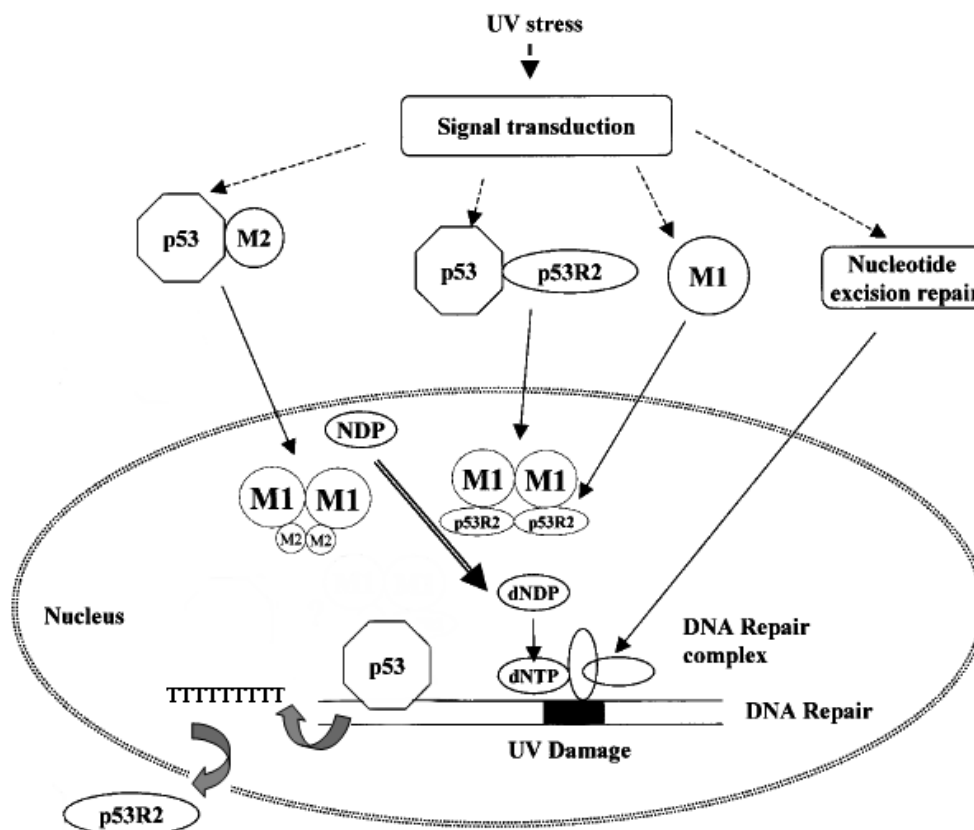 UV stress
Signal transduction
p53
M2
p53
p53R2
M1
Nucleotide
excision repair
NDP
M1
M1
M2
M2
M1
M1
p53R2
p53R2
dNDP
Nucleus
DNA Repair
complex
p53
dNTP
TTTTTTTTT
DNA Repair
UV Damage
p53R2